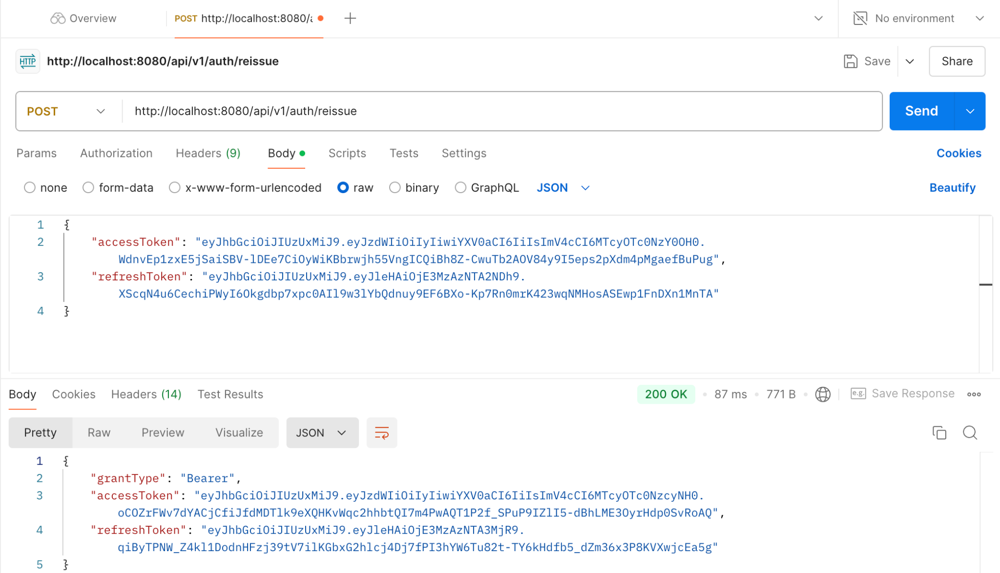 Overview
POST http://localhost:8080/a
No environment
HTTP http://localhost:8080/api/v1/auth/reissue
Save
Share
POST
http://localhost:8080/api/v1/auth/reissue
Send
Params Authorization Headers (9) Body Scripts Tests Settings Cookies
none form-data x-www-form-urlencoded raw binary GraphQL JSON Beautify
1 {
2 "accessToken": "eyJhbGciOiJIUzUxMiJ9.eyJzdWIiOiIyIiwiYXV0aCI6IiIsImV4cCI6MTcyOTc0NzY0OH0.
WdnvEp1zxE5jSaiSBV-lDEe7CiOyWiKBbrwjh55VngICQiBh8Z-CwuTb2AOV84y9I5eps2pXdm4pMgaefBuPug",
3 "refreshToken": "eyJhbGciOiJIUzUxMiJ9.eyJleHAiOjE3MzAzNTA2NDh9.
XScqN4u6CechiPWyI6Okgdbp7xpc0AIl9w3lYbQdnuy9EF6BXo-Kp7Rn0mrK423wqNMHosASEwp1FnDXn1MnTA"
4 }
Body Cookies Headers (14) Test Results
200 OK 87 ms 771 B e.g. Save Response
Pretty Raw Preview Visualize JSON
1 {
2 "grantType": "Bearer",
3 "accessToken": "eyJhbGciOiJIUzUxMiJ9.eyJzdWIiOiIyIiwiYXV0aCI6IiIsImV4cCI6MTcyOTc0NzcyNH0.
oCOZrFWv7dYACjCfiJfdMDTlk9eXQHKvWqc2hhbtQI7m4PwAQT1P2f_SPuP9IZlI5-dBhLME3OyrHdp0SvRoAQ",
4 "refreshToken": "eyJhbGciOiJIUzUxMiJ9.eyJleHAiOjE3MzAzNTA3MjR9.
qiByTPNW_Z4kl1DodnHFzj39tV7ilKGbxG2hlcj4Dj7fPI3hYW6Tu82t-TY6kHdfb5_dZm36x3P8KVXwjcEa5g"
5 }